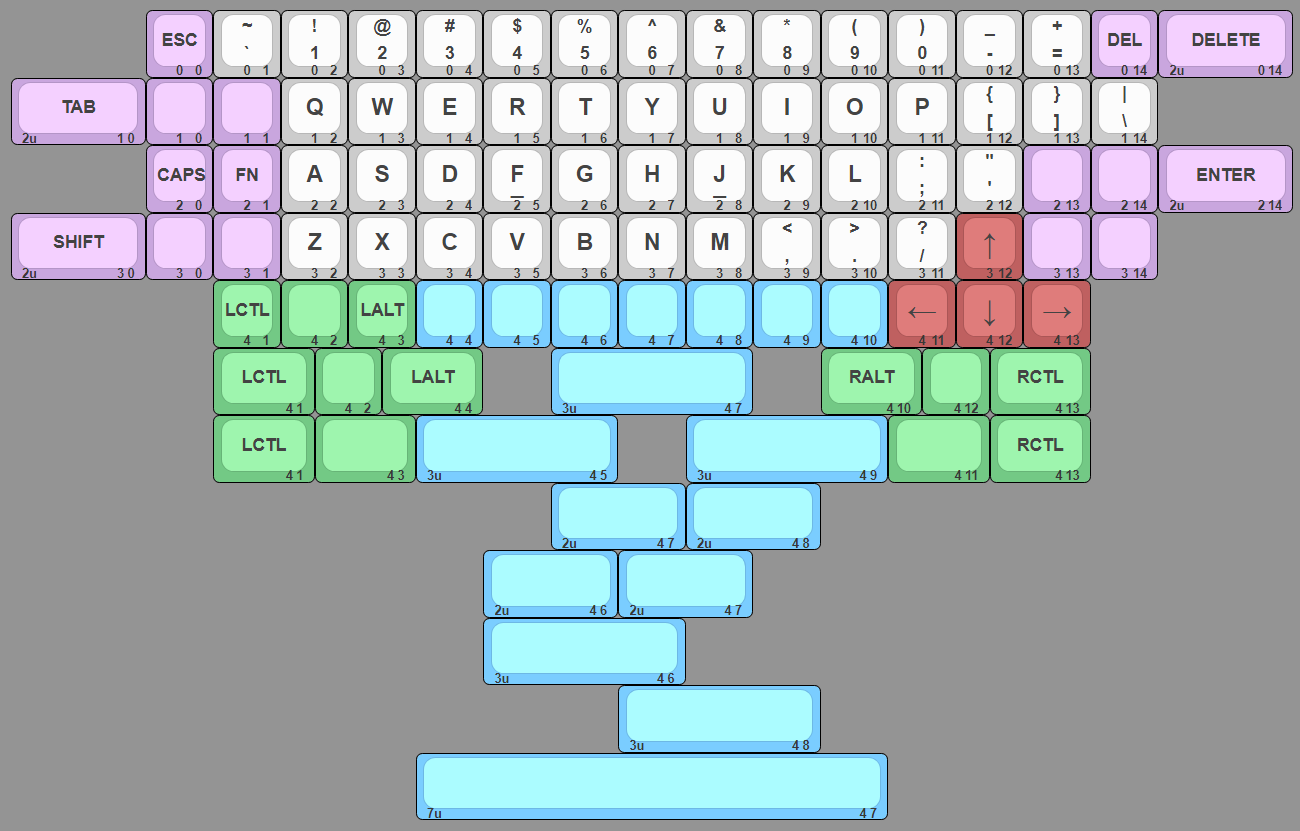 ESC ~ ! @ # $ % ^ & * ( ) _ + DEL DELETE
` 1 2 3 4 5 6 7 8 9 0 - =
0 0 0 1 0 2 0 3 0 4 0 5 0 6 0 7 0 8 0 9 0 10 0 11 0 12 0 13 0 14 2u 0 14
TAB Q W E R T Y U I O P { } |
[ ] \
2u 1 0 1 0 1 1 1 2 1 3 1 4 1 5 1 6 1 7 1 8 1 9 1 10 1 11 1 12 1 13 1 14
CAPS FN A S D F G H J K L : " ENTER
_ _ ; '
2 0 2 1 2 2 2 3 2 4 2 5 2 6 2 7 2 8 2 9 2 10 2 11 2 12 2 13 2 14 2u 2 14
SHIFT Z X C V B N M < > ? ↑
, . /
2u 3 0 3 0 3 1 3 2 3 3 3 4 3 5 3 6 3 7 3 8 3 9 3 10 3 11 3 12 3 13 3 14
LCTL LALT ← ↓ →
4 1 4 2 4 3 4 4 4 5 4 6 4 7 4 8 4 9 4 10 4 11 4 12 4 13
LCTL LALT RALT RCTL
4 1 4 2 4 4 3u 4 7 4 10 4 12 4 13
LCTL RCTL
4 1 4 3 3u 4 5 3u 4 9 4 11 4 13
2u 4 7 2u 4 8
2u 4 6 2u 4 7
3u 4 6
3u 4 8
7u 4 7